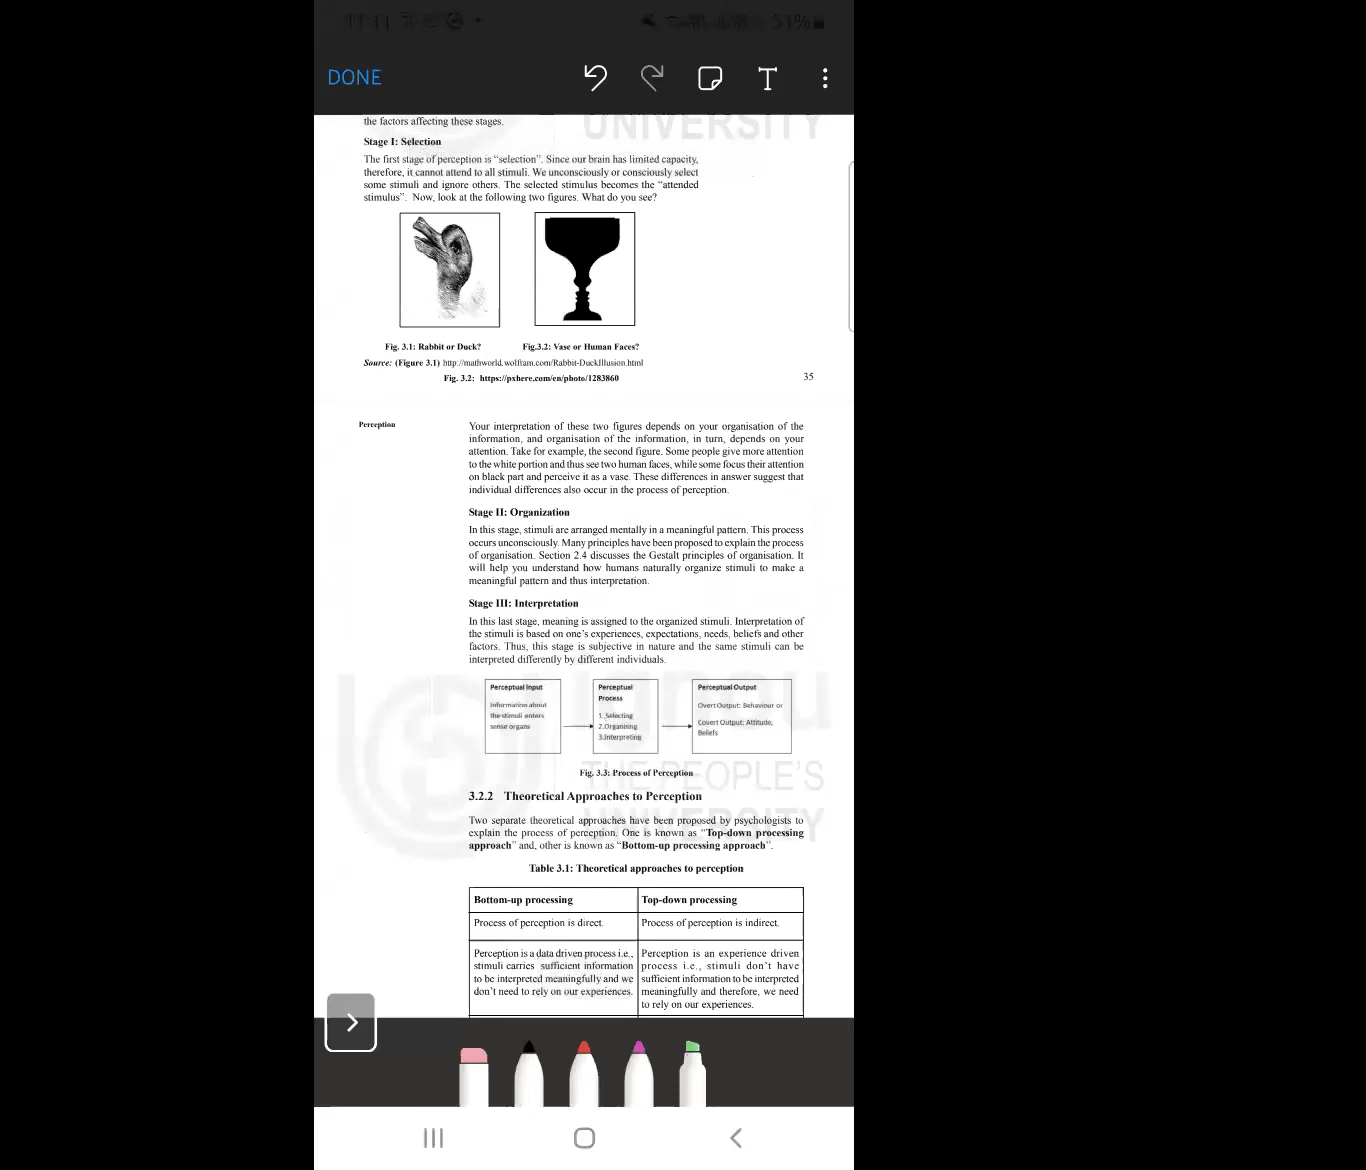 11:11
51%
DONE
T
UNIVERSITY
the factors affecting these stages.
Stage I: Selection
The first stage of perception is “selection”. Since our brain has limited capacity,
therefore, it cannot attend to all stimuli. We unconsciously or consciously select
some stimuli and ignore others. The selected stimulus becomes the “attended
stimulus”. Now, look at the following two figures. What do you see?
Fig. 3.1: Rabbit or Duck?
Fig.3.2: Vase or Human Faces?
Source: (Figure 3.1) http://mathworld.wolfram.com/Rabbit-DuckIllusion.html
Fig. 3.2: https://pxhere.com/en/photo/1283860
35
Perception
Your interpretation of these two figures depends on your organisation of the
information, and organisation of the information, in turn, depends on your
attention. Take for example, the second figure. Some people give more attention
to the white portion and thus see two human faces, while some focus their attention
on black part and perceive it as a vase. These differences in answer suggest that
individual differences also occur in the process of perception.
Stage II: Organization
In this stage, stimuli are arranged mentally in a meaningful pattern. This process
occurs unconsciously. Many principles have been proposed to explain the process
of organisation. Section 2.4 discusses the Gestalt principles of organisation. It
will help you understand how humans naturally organize stimuli to make a
meaningful pattern and thus interpretation.
Stage III: Interpretation
In this last stage, meaning is assigned to the organized stimuli. Interpretation of
the stimuli is based on one’s experiences, expectations, needs, beliefs and other
factors. Thus, this stage is subjective in nature and the same stimuli can be
interpreted differently by different individuals.
ignou
Perceptual Input
Information about
the stimuli enters
sense organs
Perceptual
Process
1.Selecting
2.Organising
3.Interpreting
Perceptual Output
Overt Output: Behaviour or
Covert Output: Attitude,
Beliefs
Fig. 3.3: Process of Perception
THE PEOPLE'S
UNIVERSITY
3.2.2 Theoretical Approaches to Perception
Two separate theoretical approaches have been proposed by psychologists to
explain the process of perception. One is known as “Top-down processing
approach” and, other is known as “Bottom-up processing approach”.
Table 3.1: Theoretical approaches to perception
Bottom-up processing
Top-down processing
Process of perception is direct.
Process of perception is indirect.
Perception is a data driven process i.e.,
stimuli carries sufficient information
to be interpreted meaningfully and we
don’t need to rely on our experiences.
Perception is an experience driven
process i.e., stimuli don’t have
sufficient information to be interpreted
meaningfully and therefore, we need
to rely on our experiences.